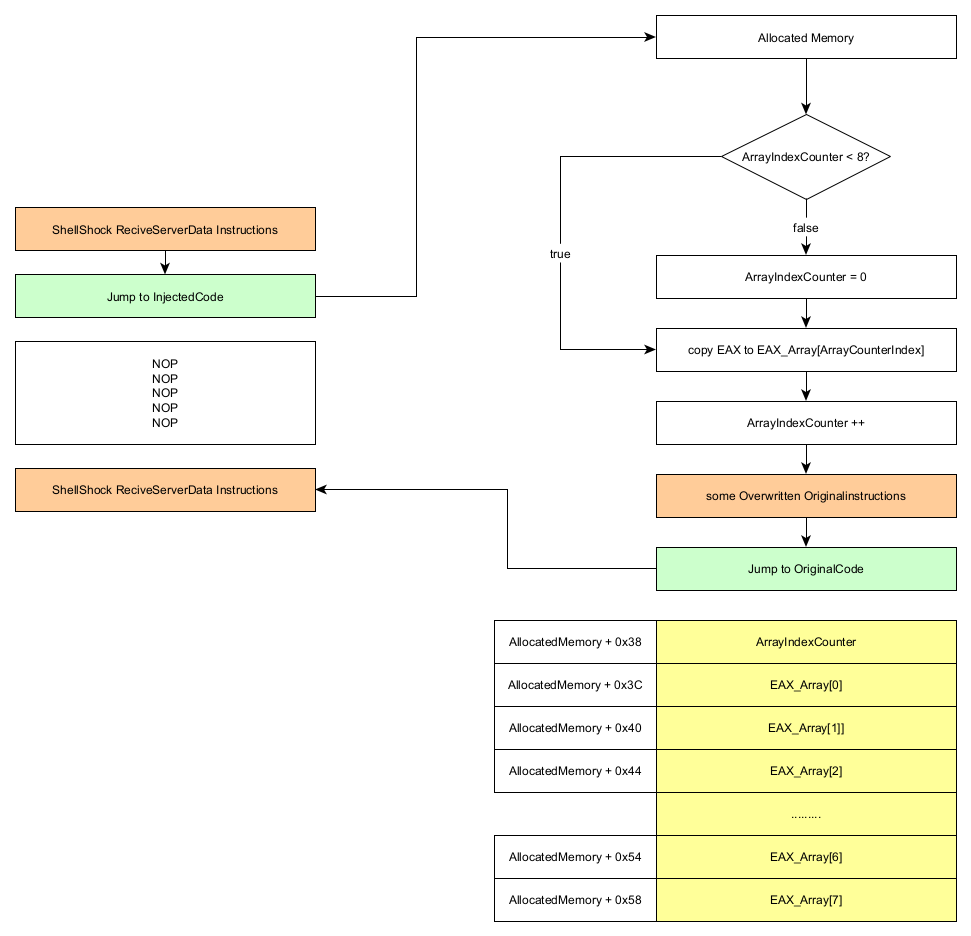 Allocated Memory
ArrayIndexCounter < 8?
false
true
ShellShock ReciveServerData Instructions
Jump to InjectedCode
ArrayIndexCounter = 0
NOP
NOP
NOP
NOP
NOP
copy EAX to EAX_Array[ArrayCounterIndex]
ArrayIndexCounter ++
ShellShock ReciveServerData Instructions
some Overwritten Originalinstructions
Jump to OriginalCode
AllocatedMemory + 0x38 ArrayIndexCounter
AllocatedMemory + 0x3C EAX_Array[0]
AllocatedMemory + 0x40 EAX_Array[1]]
AllocatedMemory + 0x44 EAX_Array[2]
.........
AllocatedMemory + 0x54 EAX_Array[6]
AllocatedMemory + 0x58 EAX_Array[7]